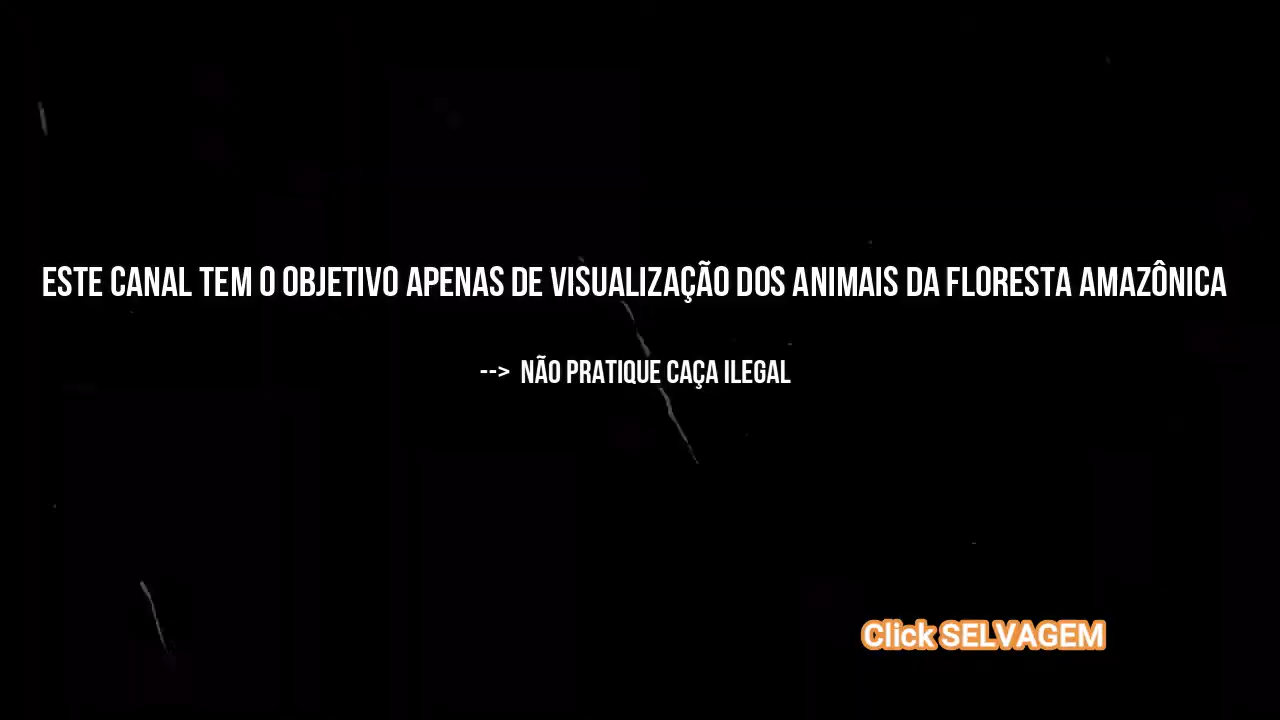 ESTE CANAL TEM O OBJETIVO APENAS DE VISUALIZAÇÃO DOS ANIMAIS DA FLORESTA AMAZÔNICA
--> NÃO PRATIQUE CAÇA ILEGAL
Click SELVAGEM